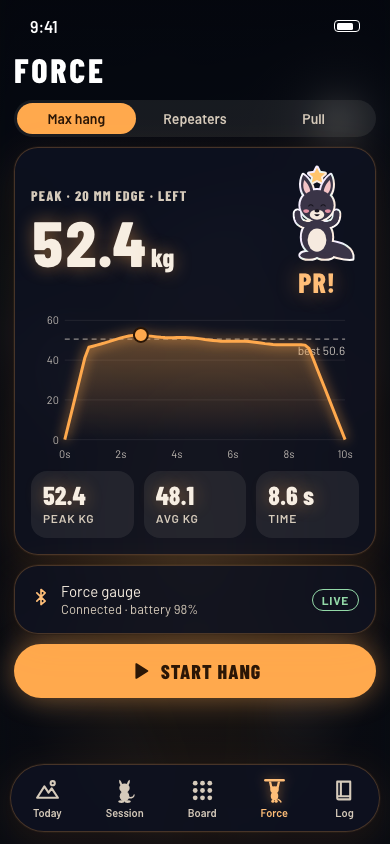 9:41
FORCE
Max hang
Repeaters
Pull
PEAK · 20 MM EDGE · LEFT
52.4 kg
PR!
60
40
20
0
best 50.6
0s 2s 4s 6s 8s 10s
52.4
PEAK KG
48.1
AVG KG
8.6 s
TIME
Force gauge
Connected · battery 98%
LIVE
START HANG
Today
Session
Board
Force
Log